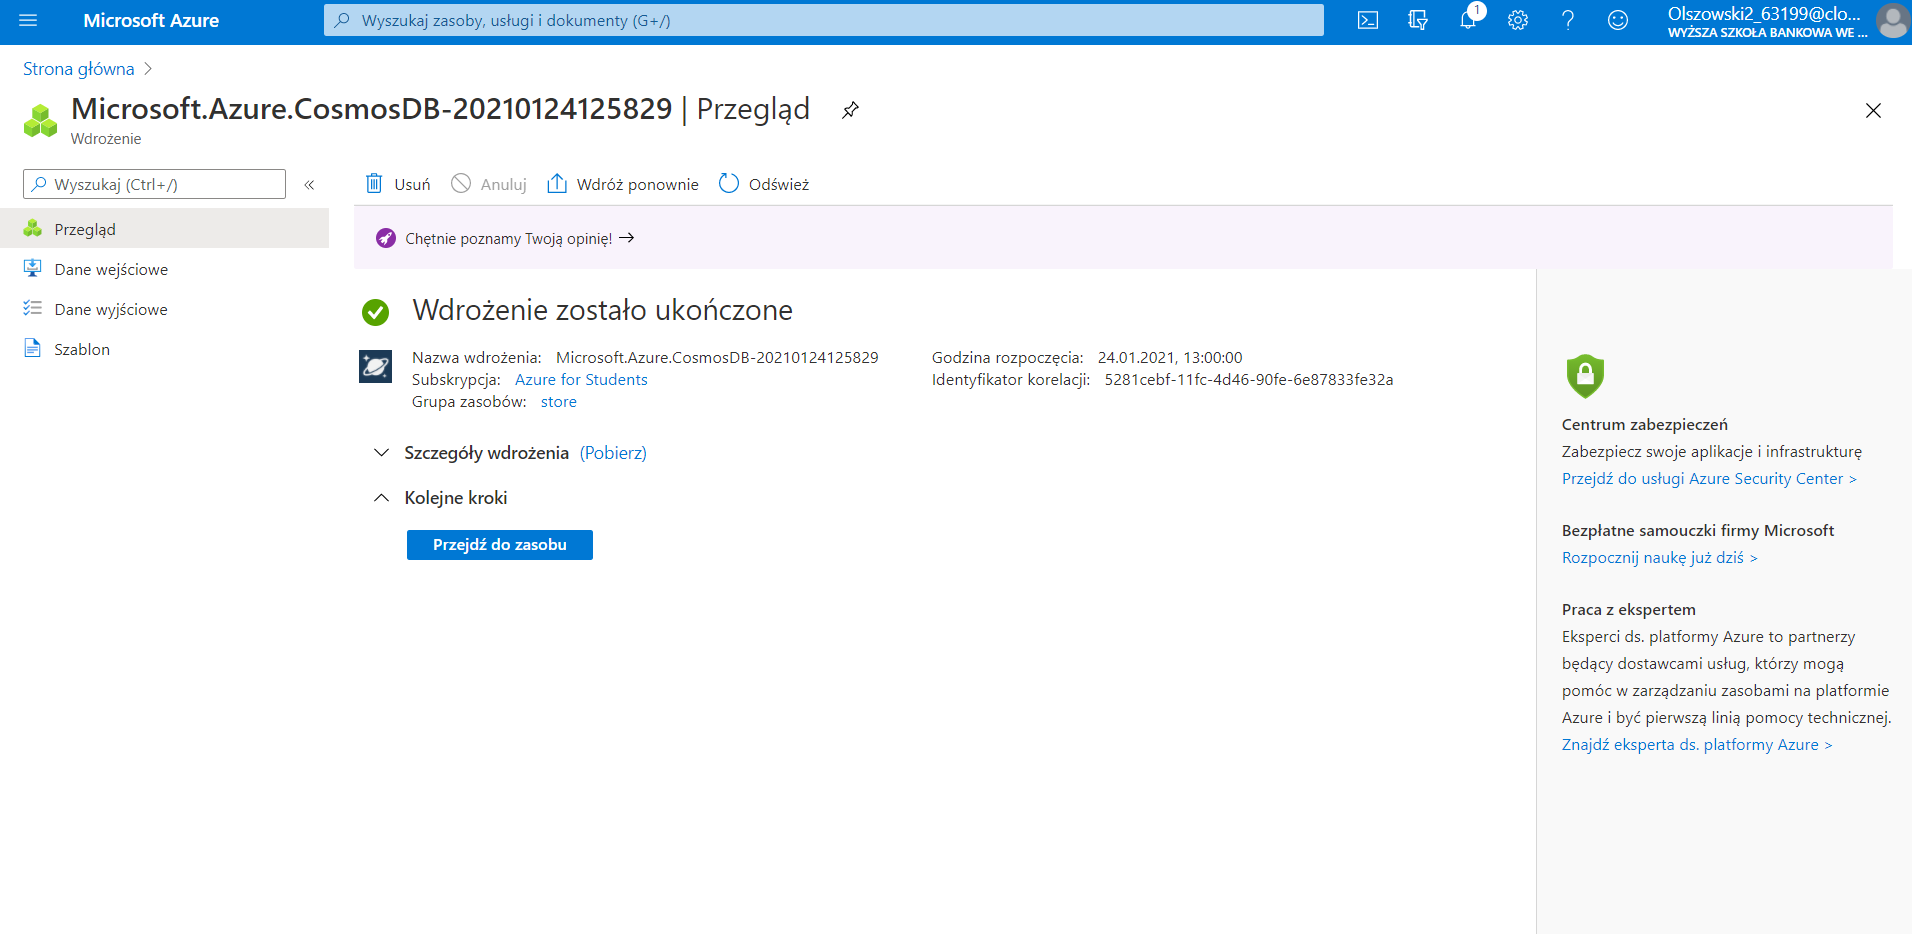 Microsoft Azure
Wyszukaj zasoby, usługi i dokumenty (G+/)
1
Olszowski2_63199@clo...
WYŻSZA SZKOŁA BANKOWA WE ...
Strona główna
Microsoft.Azure.CosmosDB-20210124125829 | Przegląd
Wdrożenie
Wyszukaj (Ctrl+/)
«
Usuń
Anuluj
Wdróż ponownie
Odśwież
Przegląd
Dane wejściowe
Dane wyjściowe
Szablon
Chętnie poznamy Twoją opinię! →
Wdrożenie zostało ukończone
Nazwa wdrożenia: Microsoft.Azure.CosmosDB-20210124125829
Subskrypcja: Azure for Students
Grupa zasobów: store
Godzina rozpoczęcia: 24.01.2021, 13:00:00
Identyfikator korelacji: 5281cebf-11fc-4d46-90fe-6e87833fe32a
Szczegóły wdrożenia (Pobierz)
Kolejne kroki
Przejdź do zasobu
Centrum zabezpieczeń
Zabezpiecz swoje aplikacje i infrastrukturę
Przejdź do usługi Azure Security Center >
Bezpłatne samouczki firmy Microsoft
Rozpocznij naukę już dziś >
Praca z ekspertem
Eksperci ds. platformy Azure to partnerzy
będący dostawcami usług, którzy mogą
pomóc w zarządzaniu zasobami na platformie
Azure i być pierwszą linią pomocy technicznej.
Znajdź eksperta ds. platformy Azure >